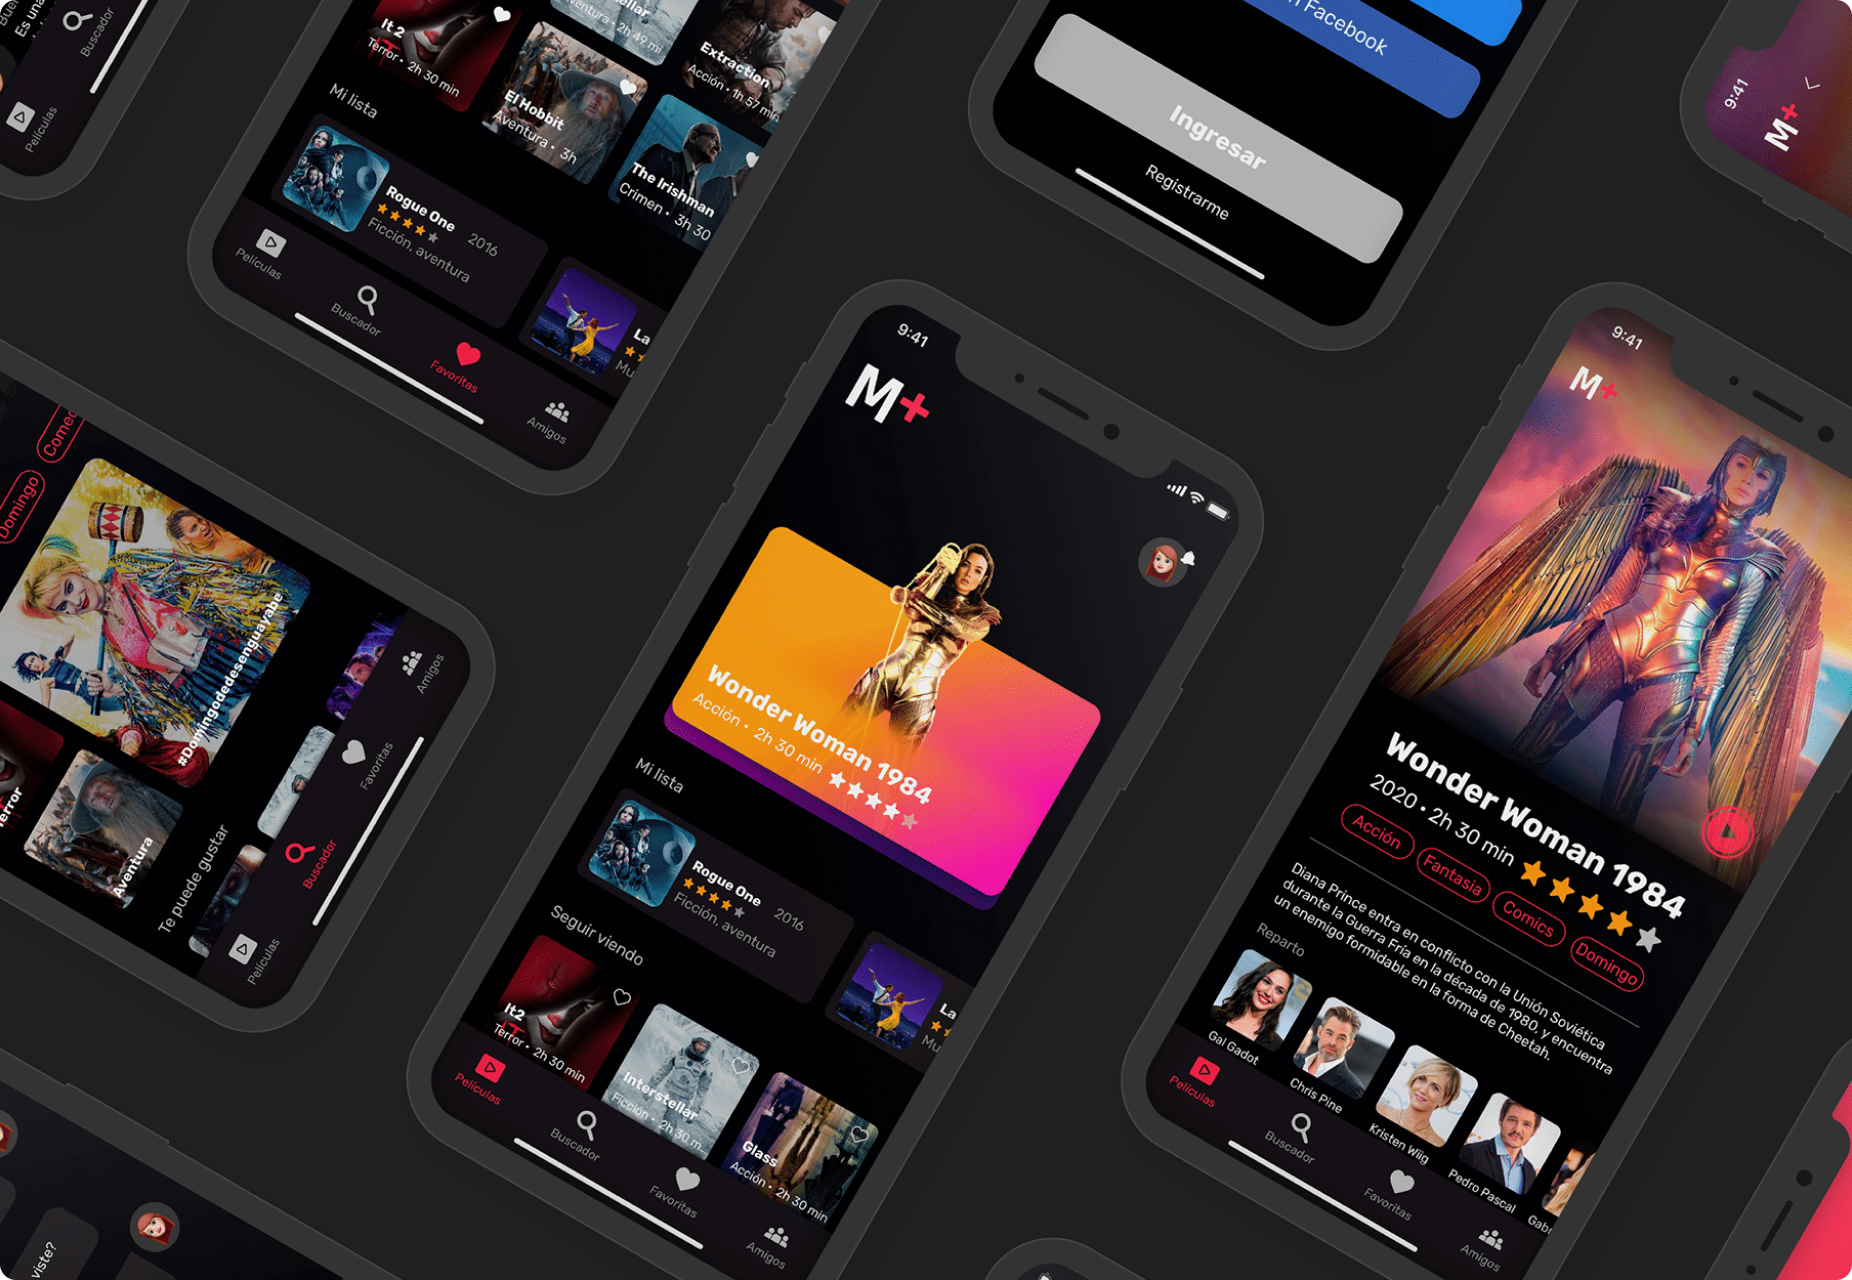 Es una
Buscador
Películas
It 2
Terror • 2h 30 min
Aventura • 2h 49 mi
El Hobbit
Aventura • 3h
Extraction
Acción • 1h 57 min
The Irishman
Crimen • 3h 30
Mi lista
Rogue One
2016
Ficción, aventura
La
Películas
Buscador
Favoritas
Amigos
n Facebook
Ingresar
Registrarme
9:41
M+
Domingo
#Domingodedesenguayabe
Terror
Aventura
Te puede gustar
Amigos
Favoritas
Buscador
Películas
9:41
M+
Wonder Woman 1984
Acción • 2h 30 min
Mi lista
Rogue One
2016
Ficción, aventura
La
Mu
Seguir viendo
It2
Terror • 2h 30 min
Interstellar
Ficción • 2h 30 m...
Glass
Acción • 2h 30 min
Películas
Buscador
Favoritas
Amigos
9:41
M+
Wonder Woman 1984
2020 • 2h 30 min
Acción
Fantasia
Comics
Domingo
Diana Prince entra en conflicto con la Unión Soviética
durante la Guerra Fría en la década de 1980, y encuentra
un enemigo formidable en la forma de Cheetah.
Reparto
Gal Gadot
Chris Pine
Kristen Wiig
Pedro Pascal
Películas
Buscador
Favoritas
Amigos
viste?